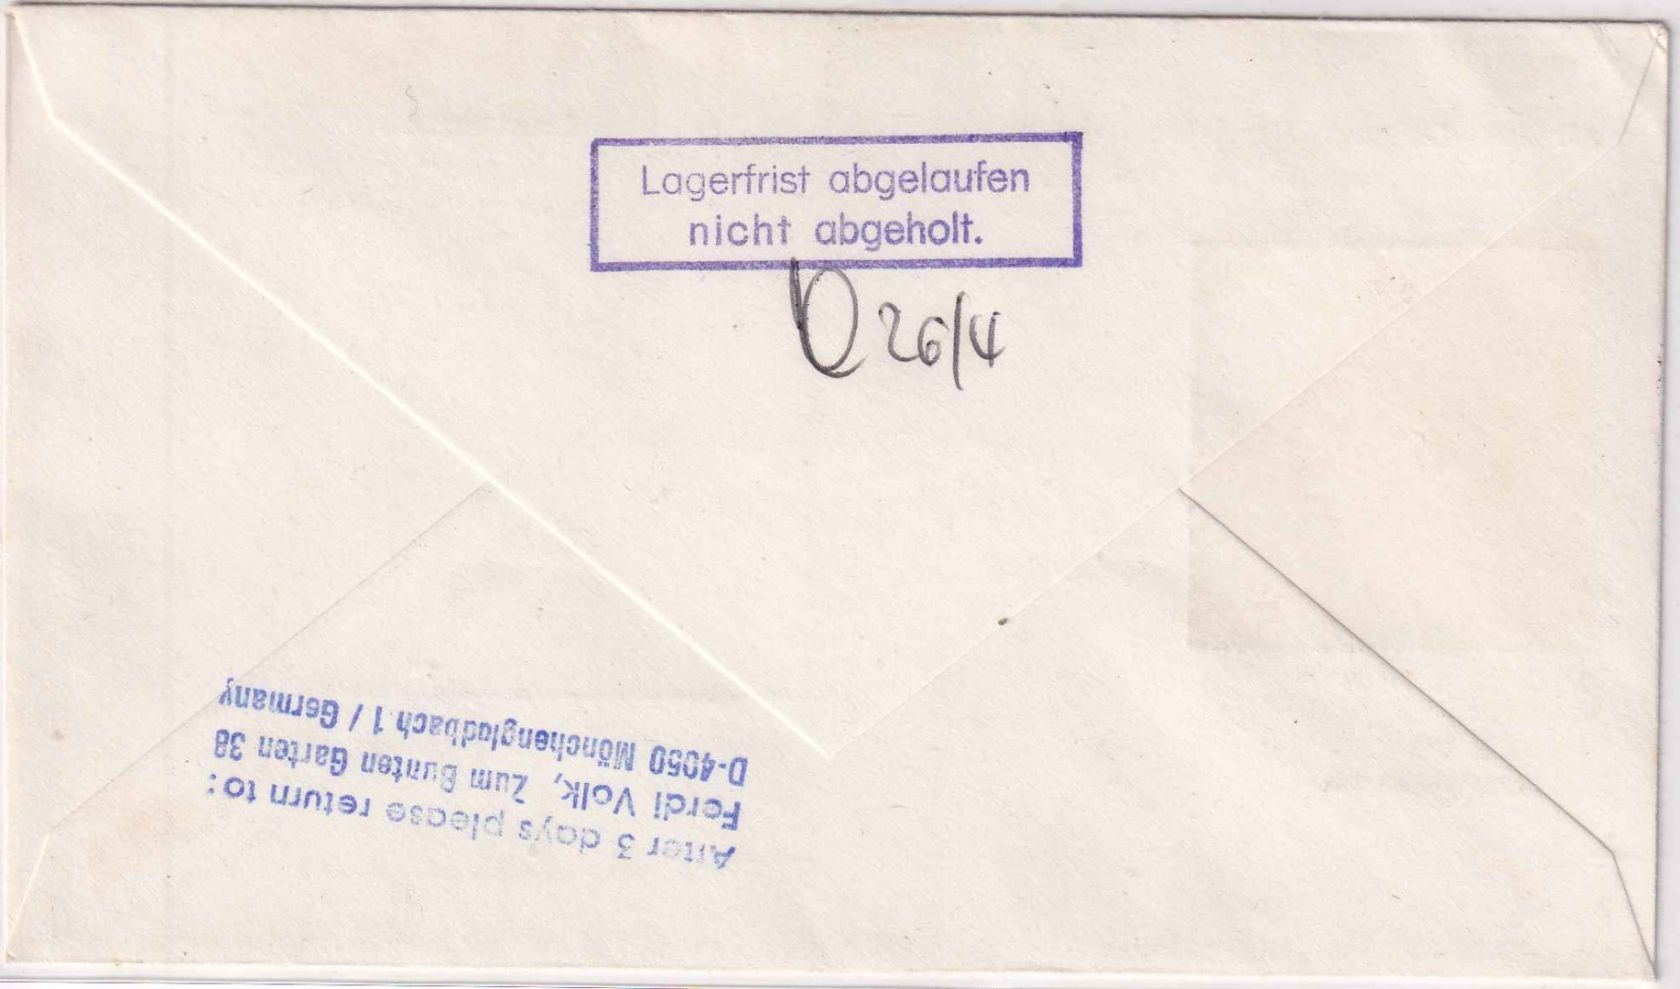 Lagerfrist abgelaufen
nicht abgeholt.
26/4
After 3 days please return to:
Ferdi Volk, Zum Bunten Garten 38
D-4050 Mönchengladbach 1 / Germany